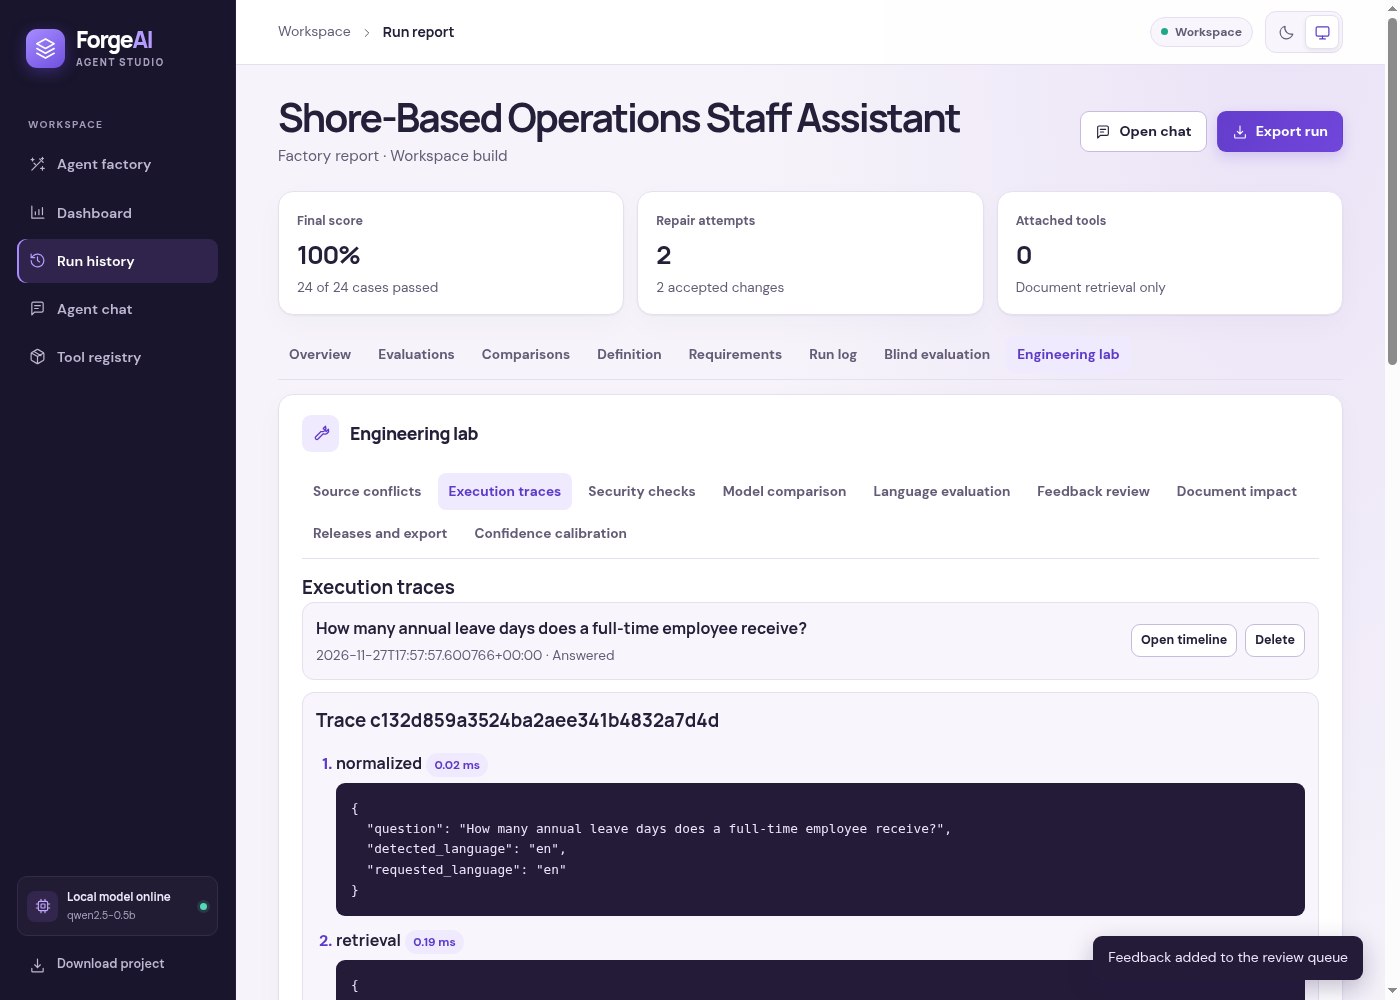 ForgeAI
AGENT STUDIO
WORKSPACE
Agent factory
Dashboard
Run history
Agent chat
Tool registry
Local model online
qwen2.5-0.5b
Download project
Workspace > Run report
Workspace
Shore-Based Operations Staff Assistant
Factory report · Workspace build
Open chat
Export run
Final score
100%
24 of 24 cases passed
Repair attempts
2
2 accepted changes
Attached tools
0
Document retrieval only
Overview Evaluations Comparisons Definition Requirements Run log Blind evaluation Engineering lab
Engineering lab
Source conflicts Execution traces Security checks Model comparison Language evaluation Feedback review Document impact
Releases and export Confidence calibration
Execution traces
How many annual leave days does a full-time employee receive?
2026-11-27T17:57:57.600766+00:00 · Answered
Open timeline Delete
Trace c132d859a3524ba2aee341b4832a7d4d
1. normalized 0.02 ms
{
"question": "How many annual leave days does a full-time employee receive?",
"detected_language": "en",
"requested_language": "en"
}
2. retrieval 0.19 ms
{
Feedback added to the review queue